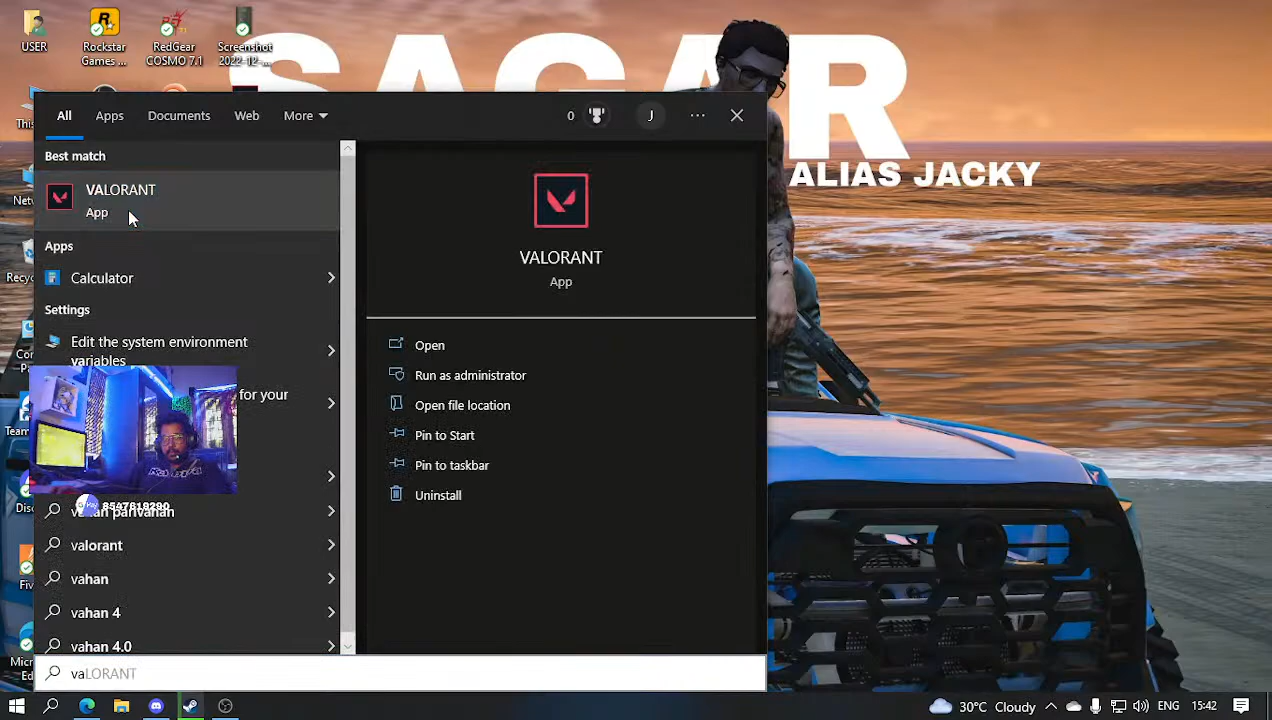 SAGAR
ALIAS JACKY
USER
Rockstar
Games ...
RedGear
COSMO 7.1
Screenshot
2022-12-...
All
Apps
Documents
Web
More
0
J
Best match
VALORANT
App
Apps
Calculator
Settings
Edit the system environment
variables
for your
vahan parivahan
valorant
vahan
vahan 4
vahan 4.0
vaLORANT
VALORANT
App
Open
Run as administrator
Open file location
Pin to Start
Pin to taskbar
Uninstall
30°C Cloudy
ENG
15:42